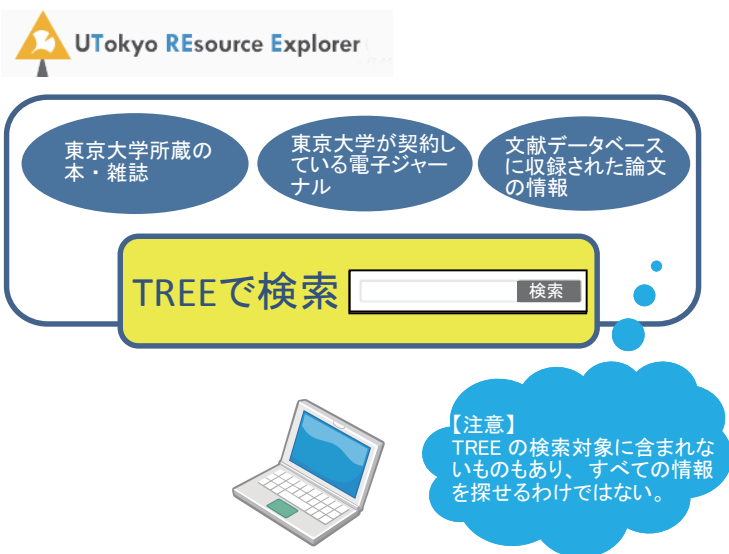 UTokyo REsource Explorer
東京大学所蔵の
本・雑誌
東京大学が契約し
ている電子ジャー
ナル
文献データベース
に収録された論文
の情報
TREEで検索
検索
【注意】
TREE の検索対象に含まれな
いものもあり、すべての情報
を探せるわけではない。